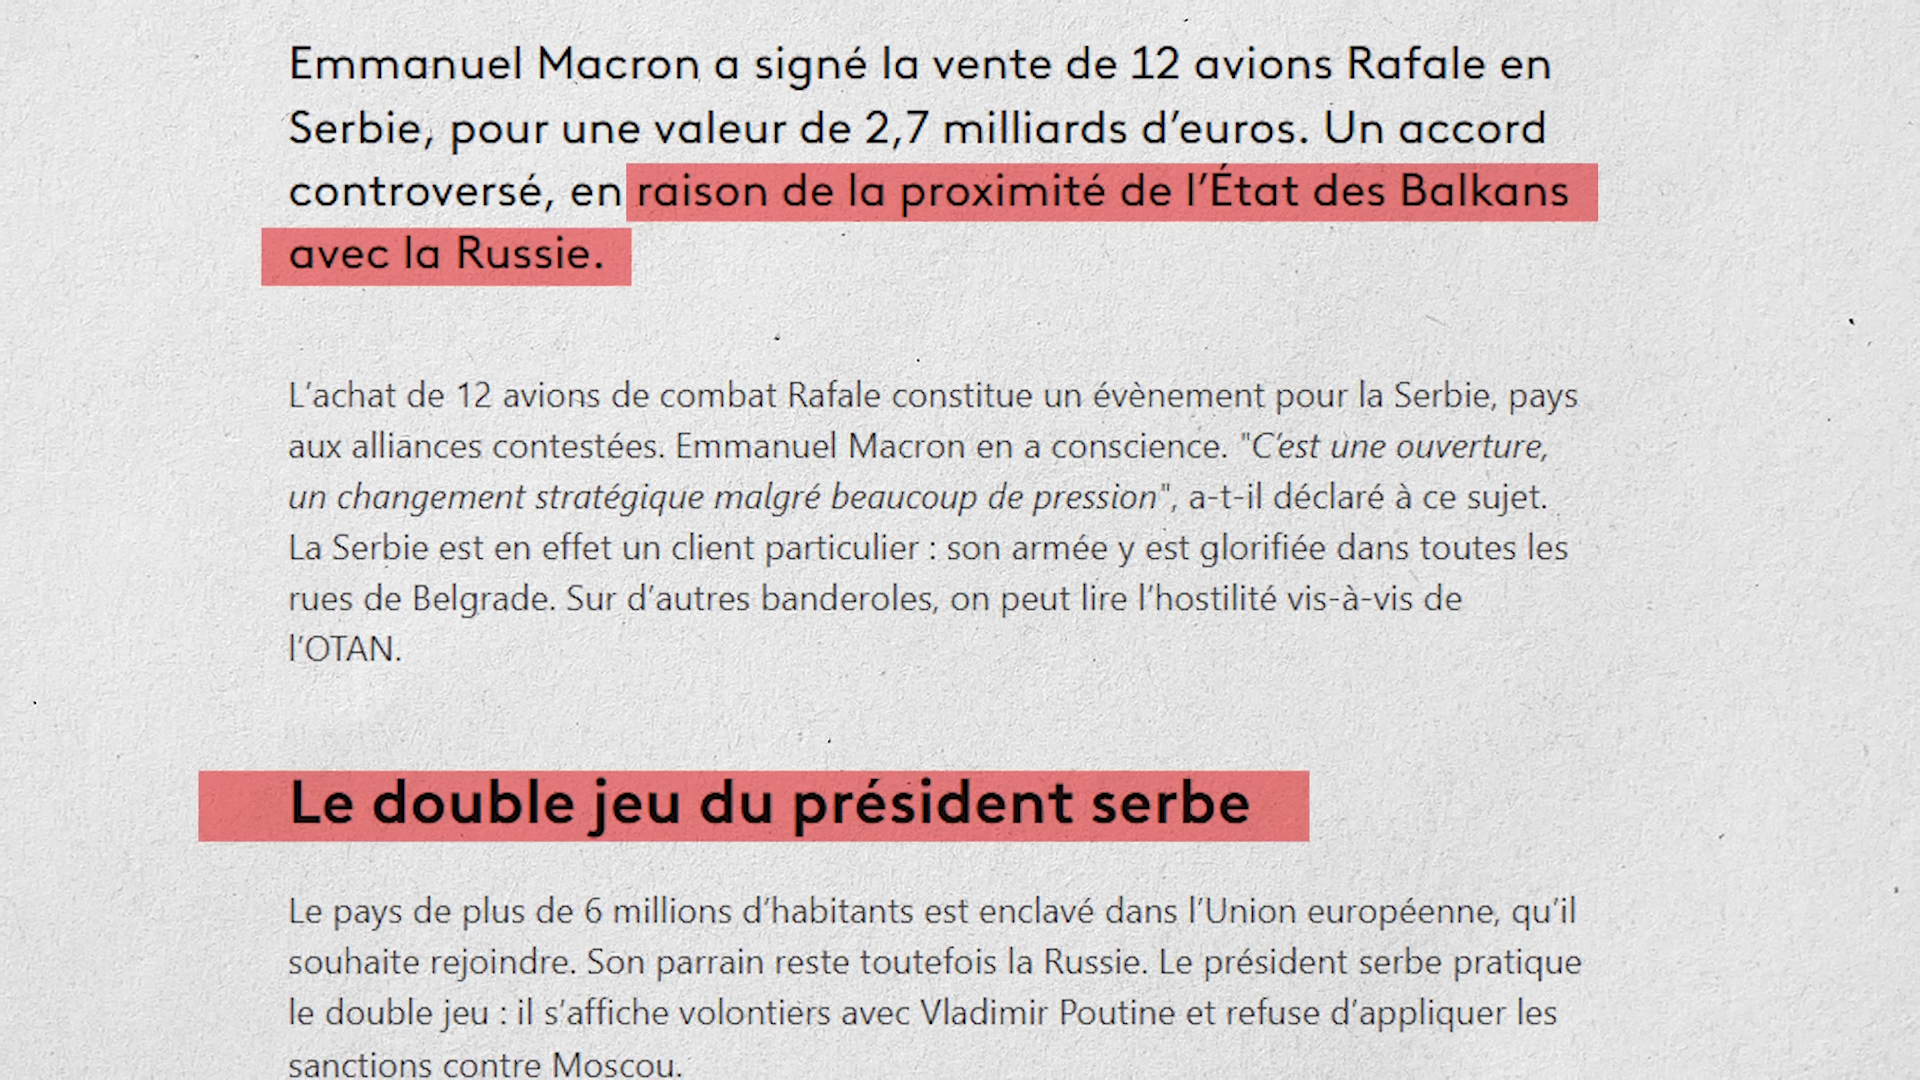 Emmanuel Macron a signé la vente de 12 avions Rafale en
Serbie, pour une valeur de 2,7 milliards d’euros. Un accord
controversé, en raison de la proximité de l’État des Balkans
avec la Russie.
L’achat de 12 avions de combat Rafale constitue un évènement pour la Serbie, pays
aux alliances contestées. Emmanuel Macron en a conscience. "C’est une ouverture,
un changement stratégique malgré beaucoup de pression", a-t-il déclaré à ce sujet.
La Serbie est en effet un client particulier : son armée y est glorifiée dans toutes les
rues de Belgrade. Sur d’autres banderoles, on peut lire l’hostilité vis-à-vis de
l’OTAN.
Le double jeu du président serbe
Le pays de plus de 6 millions d’habitants est enclavé dans l’Union européenne, qu’il
souhaite rejoindre. Son parrain reste toutefois la Russie. Le président serbe pratique
le double jeu : il s’affiche volontiers avec Vladimir Poutine et refuse d’appliquer les
sanctions contre Moscou.